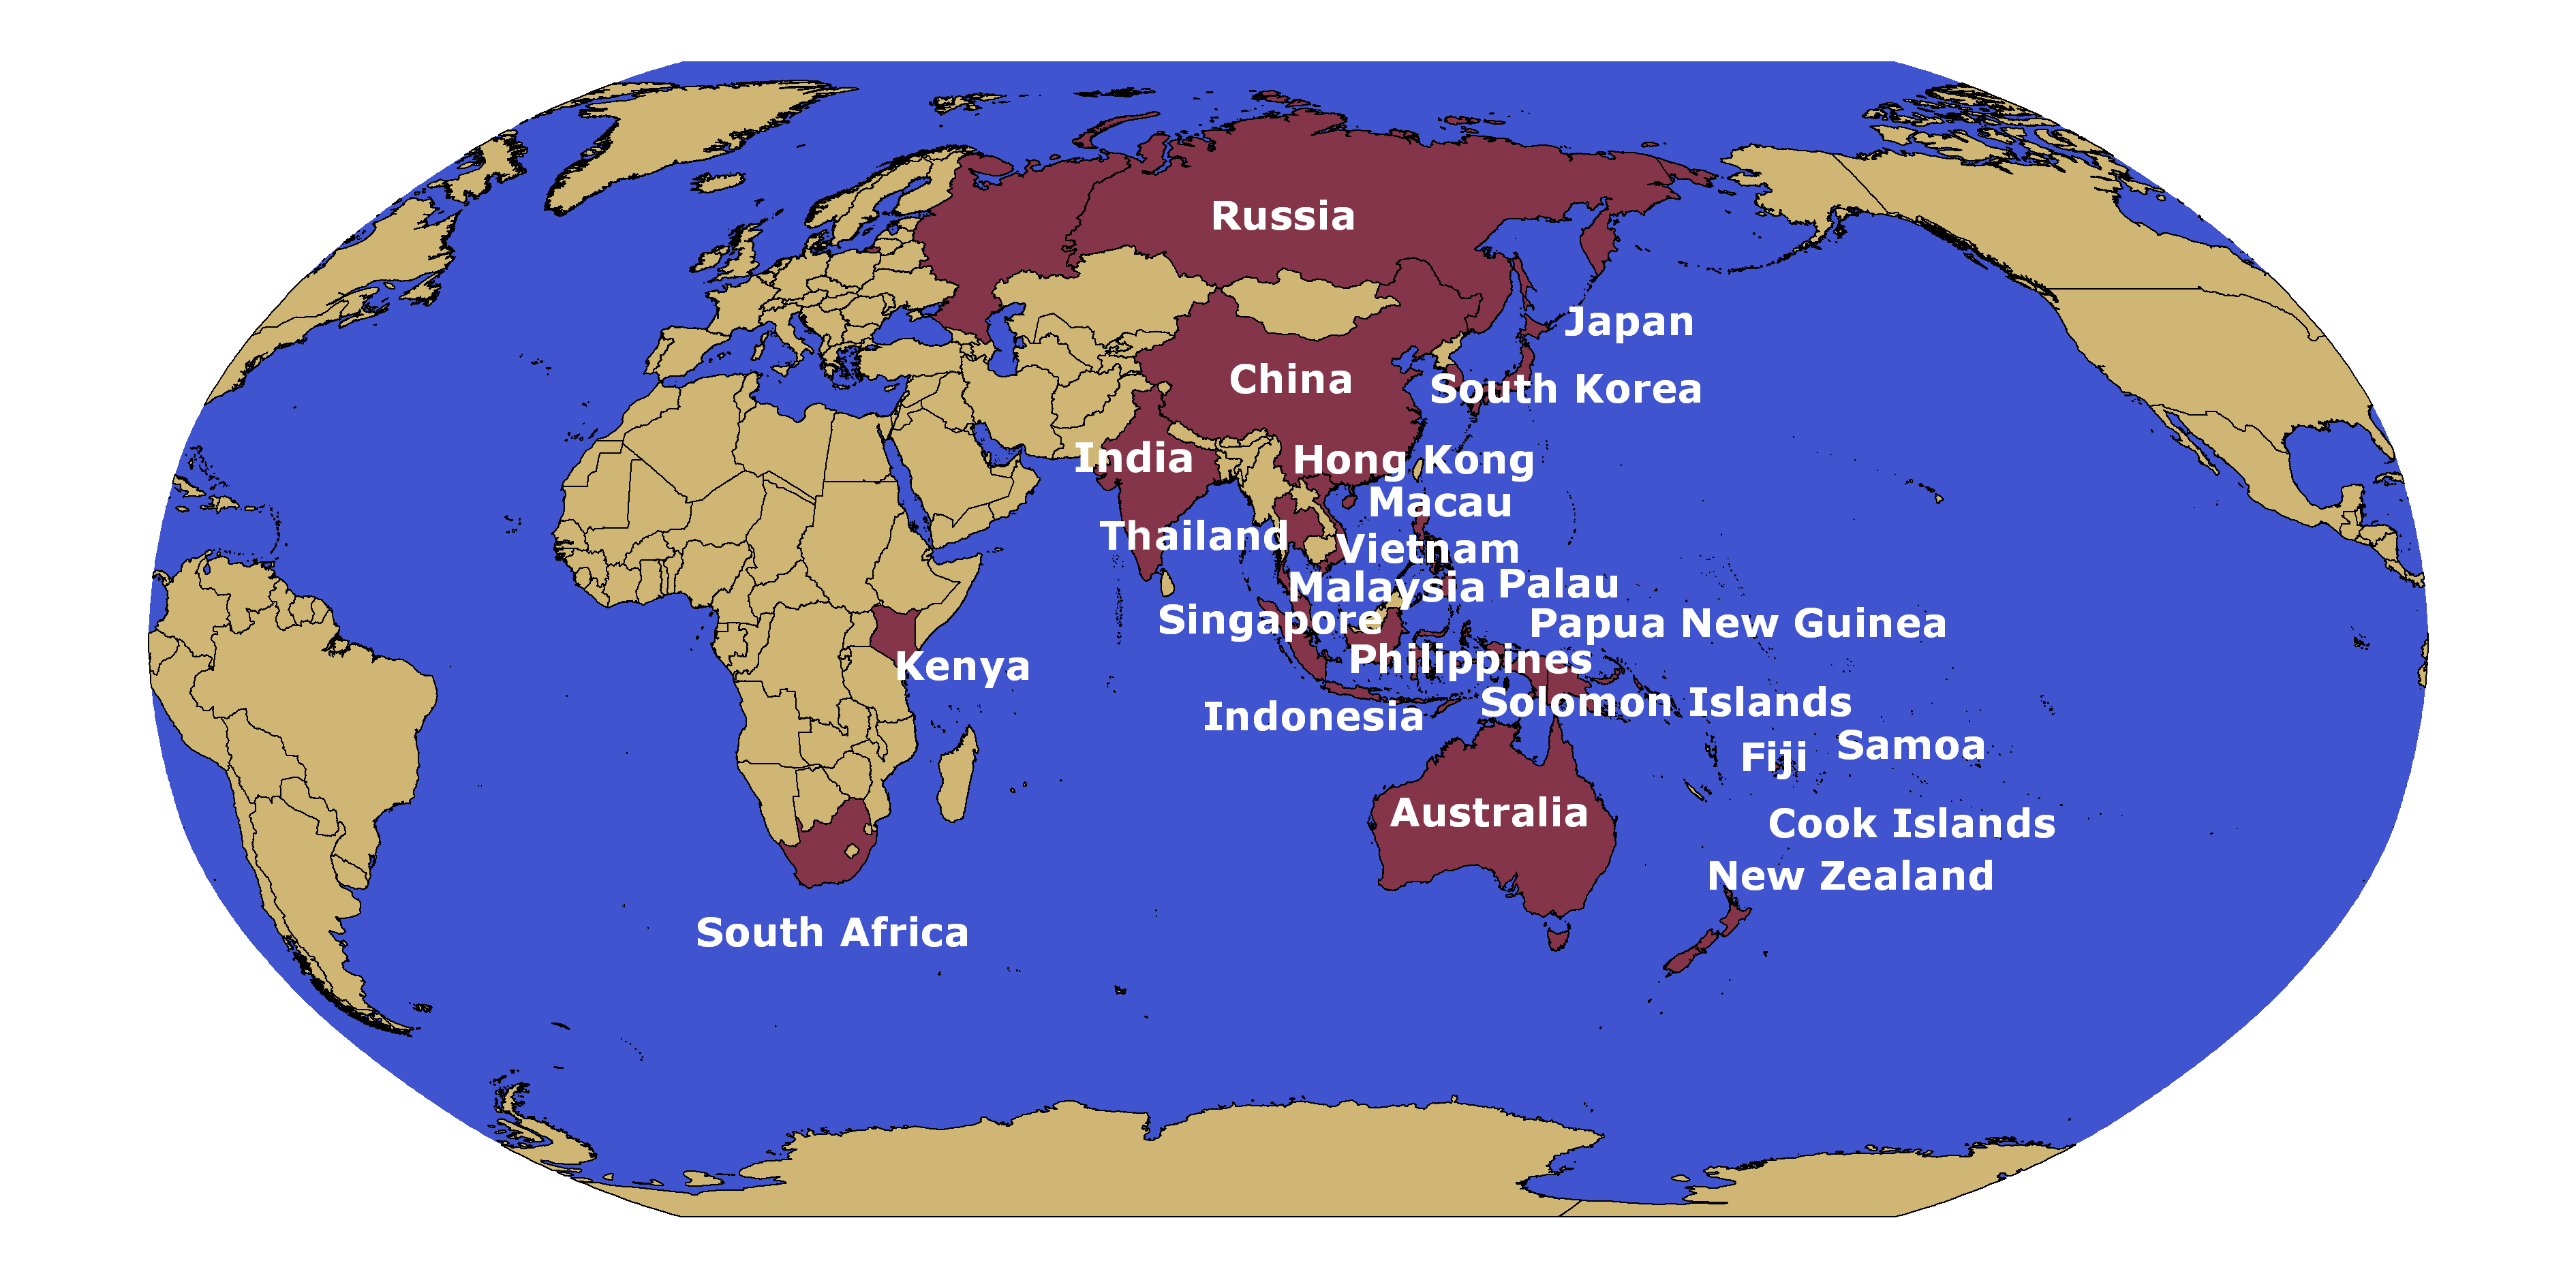 Russia
Japan
China
South Korea
India
Hong Kong
Macau
Thailand
Vietnam
Malaysia
Palau
Singapore
Papua New Guinea
Philippines
Kenya
Solomon Islands
Indonesia
Fiji
Samoa
Australia
Cook Islands
New Zealand
South Africa